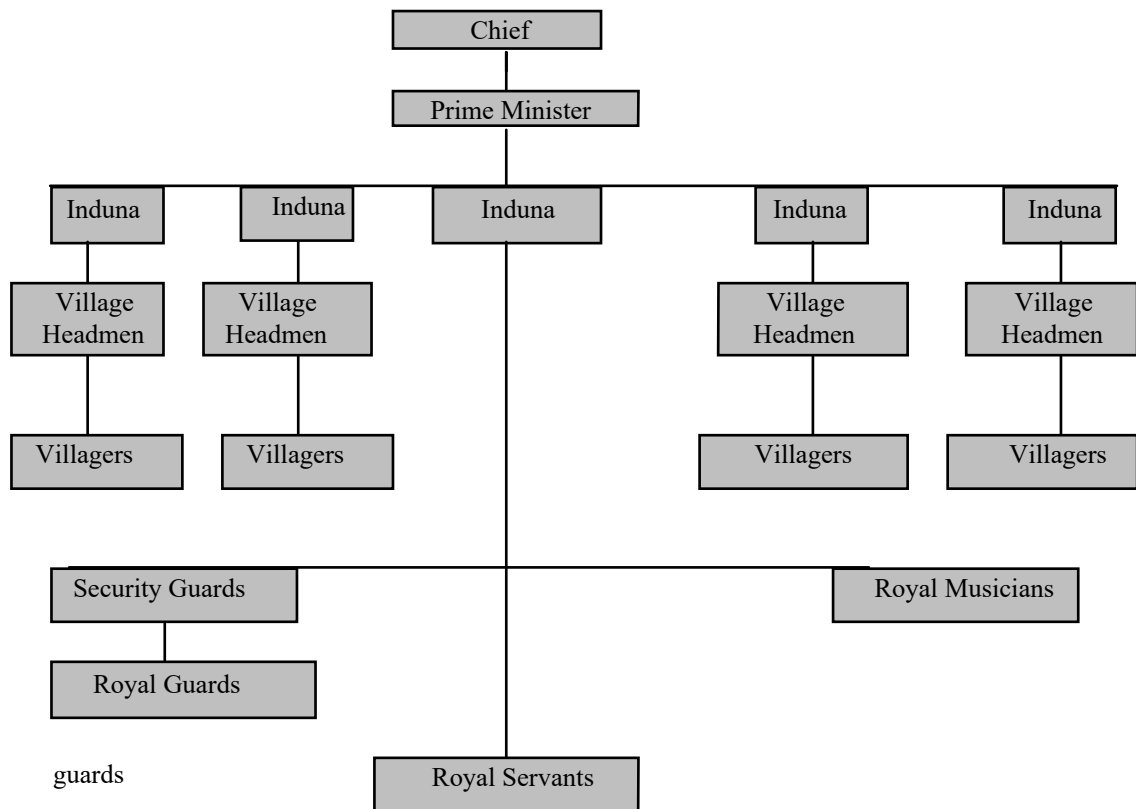 Chief
Prime Minister
Induna
Induna
Induna
Induna
Induna
Village
Headmen
Village
Headmen
Village
Headmen
Village
Headmen
Villagers
Villagers
Villagers
Villagers
Security Guards
Royal Musicians
Royal Guards
guards
Royal Servants